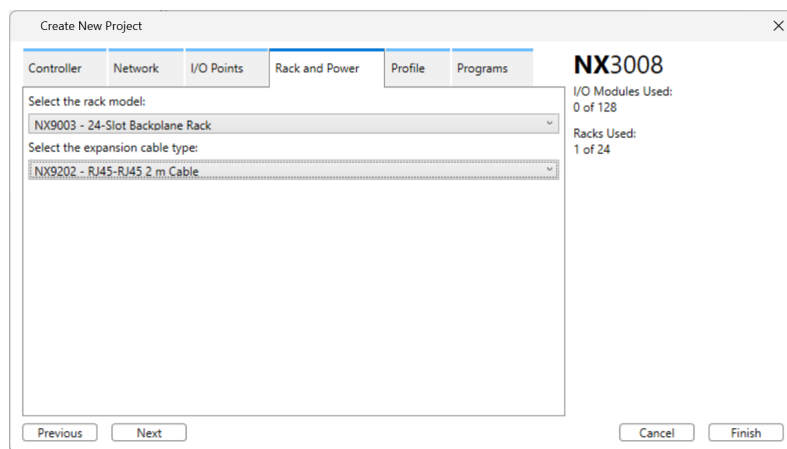 Create New Project
Controller
Network
I/O Points
Rack and Power
Profile
Programs
Select the rack model:
NX9003 - 24-Slot Backplane Rack
Select the expansion cable type:
NX9202 - RJ45-RJ45 2 m Cable
NX3008
I/O Modules Used:
0 of 128
Racks Used:
1 of 24
Previous
Next
Cancel
Finish